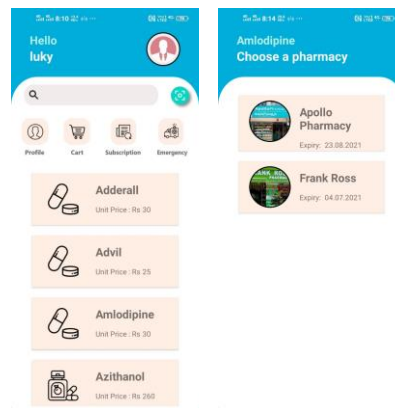 8:10
Hello
luky
Profile
Cart
Subscription
Emergency
Adderall
Unit Price : Rs 30
Advil
Unit Price : Rs 25
Amlodipine
Unit Price : Rs 30
Azithanol
Unit Price : Rs 260
8:14
Amlodipine
Choose a pharmacy
Apollo
Pharmacy
Expiry: 23.08.2021
Frank Ross
Expiry: 04.07.2021